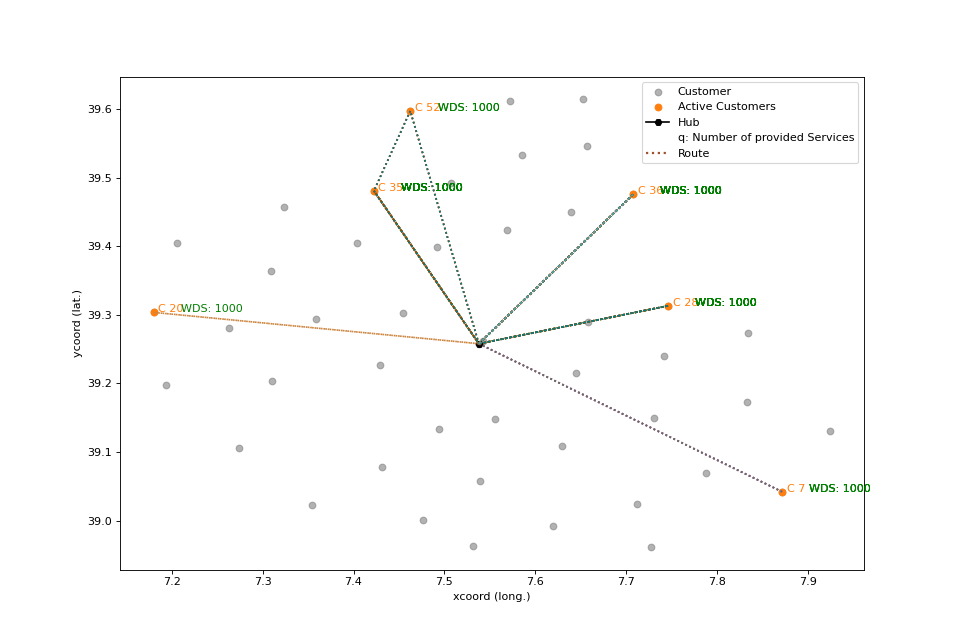 Customer
Active Customers
Hub
q: Number of provided Services
Route
C 52 WDS: 1000
C 35 WDS: 1000
C 36 WDS: 1000
C 20 WDS: 1000
C 28 WDS: 1000
C 7 WDS: 1000
39.6
39.5
39.4
39.3
39.2
39.1
39.0
ycoord (lat.)
7.2 7.3 7.4 7.5 7.6 7.7 7.8 7.9
xcoord (long.)